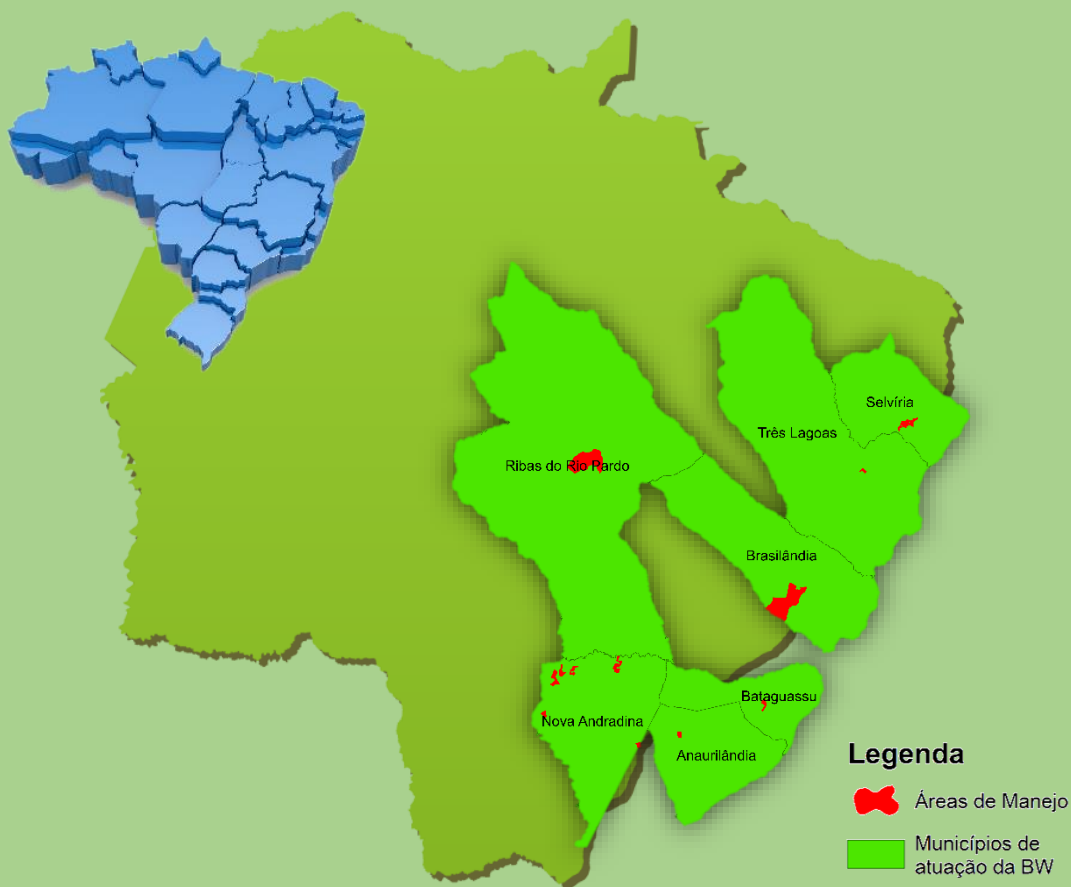 Selvíria
Três Lagoas
Ribas do Rio Pardo
Brasilândia
Bataguassu
Nova Andradina
Anaurilândia
Legenda
Áreas de Manejo
Municípios de
atuação da BW